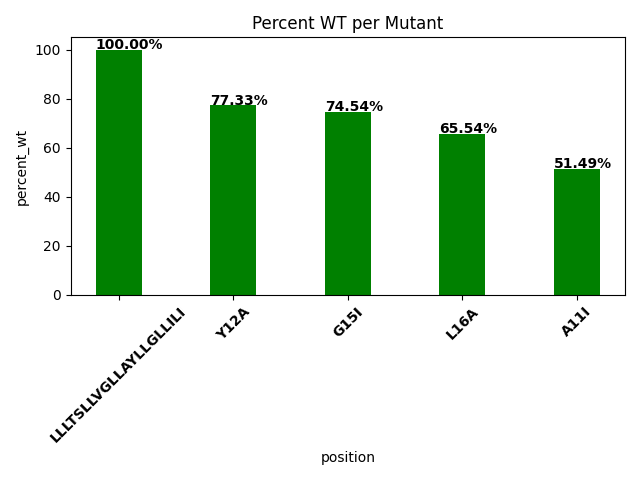 Percent WT per Mutant
percent_wt
100
80
60
40
20
0
100.00%
77.33%
74.54%
65.54%
51.49%
LLLTSLLVGLLAYLLGLLILI
Y12A
G15I
L16A
A11I
position